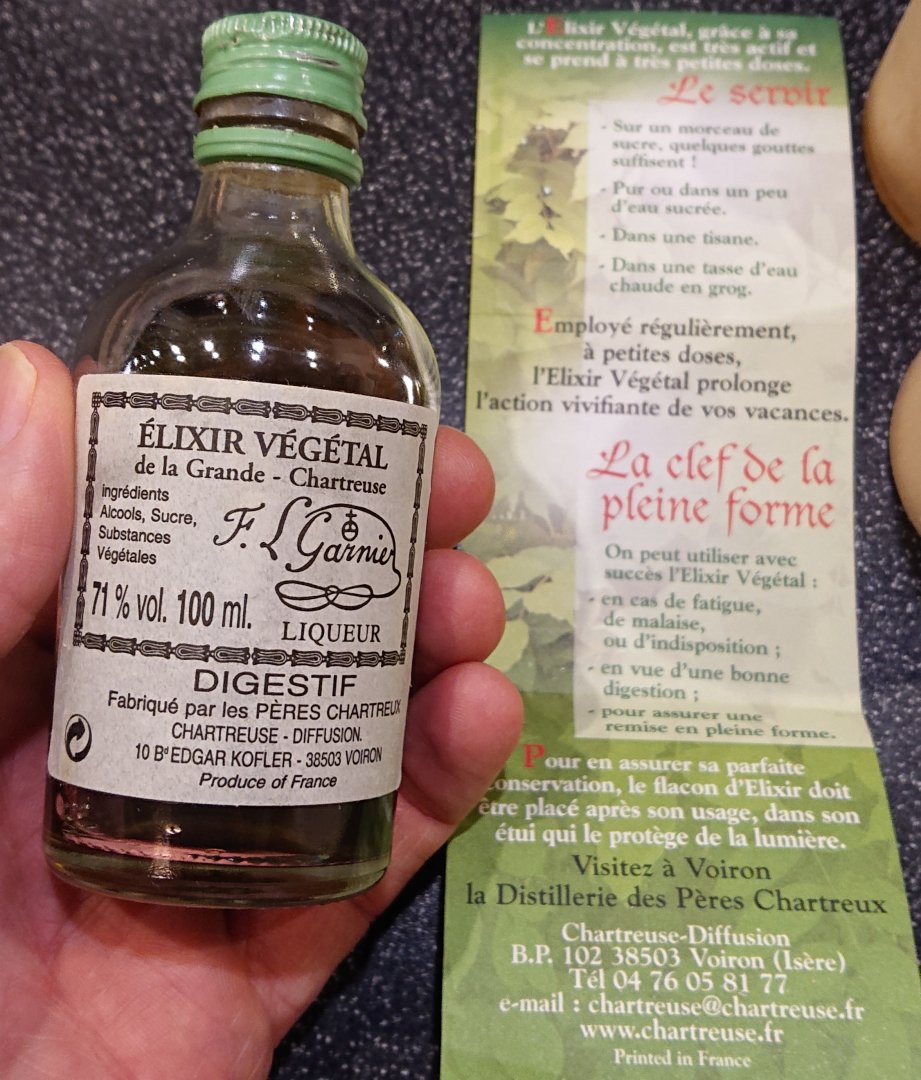 ÉLIXIR VÉGÉTAL
de la Grande - Chartreuse
ingrédients
Alcools, Sucre,
Substances
Végétales
F. L Garnier
71 % vol. 100 ml.
LIQUEUR
DIGESTIF
Fabriqué par les PÈRES CHARTREUX
CHARTREUSE - DIFFUSION.
10 Bd EDGAR KOFLER - 38503 VOIRON
Produce of France
L'Elixir Végétal, grâce à sa
concentration, est très actif et
se prend à très petites doses.
Le servir
- Sur un morceau de
sucre, quelques gouttes
suffisent !
- Pur ou dans un peu
d'eau sucrée.
- Dans une tisane.
- Dans une tasse d'eau
chaude en grog.
Employé régulièrement,
à petites doses,
l'Elixir Végétal prolonge
l'action vivifiante de vos vacances.
La clef de la
pleine forme
On peut utiliser avec
succès l'Elixir Végétal :
- en cas de fatigue,
de malaise,
ou d'indisposition ;
- en vue d'une bonne
digestion ;
- pour assurer une
remise en pleine forme.
Pour en assurer sa parfaite
conservation, le flacon d'Elixir doit
être placé après son usage, dans son
étui qui le protège de la lumière.
Visitez à Voiron
la Distillerie des Pères Chartreux
Chartreuse-Diffusion
B.P. 102 38503 Voiron (Isère)
Tél 04 76 05 81 77
e-mail : chartreuse@chartreuse.fr
www.chartreuse.fr
Printed in France